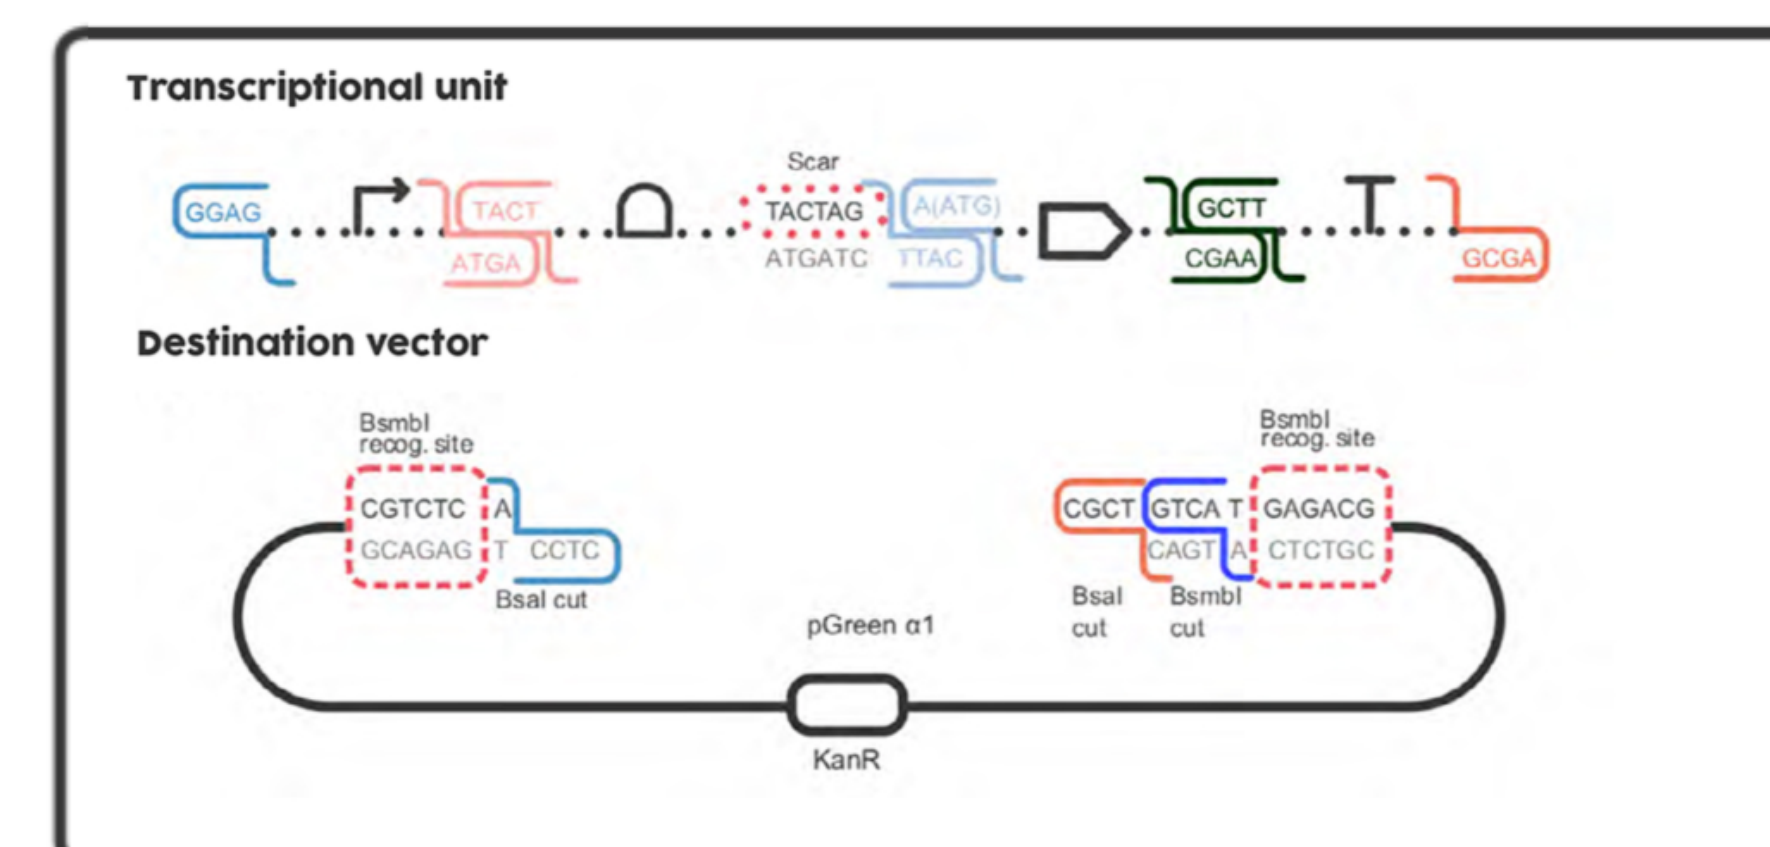 Transcriptional unit
Scar
GGAG TACT TACTAG A(ATG) GCTT
ATGA ATGATC TTAC CGAA GCGA
Destination vector
BsmbI
recog. site
CGTCTC A
GCAGAG T CCTC
BsaI cut
BsmbI
recog. site
CGCT GTCA T GAGACG
CAGT A CTCTGC
BsaI
cut
BsmbI
cut
pGreen α1
KanR